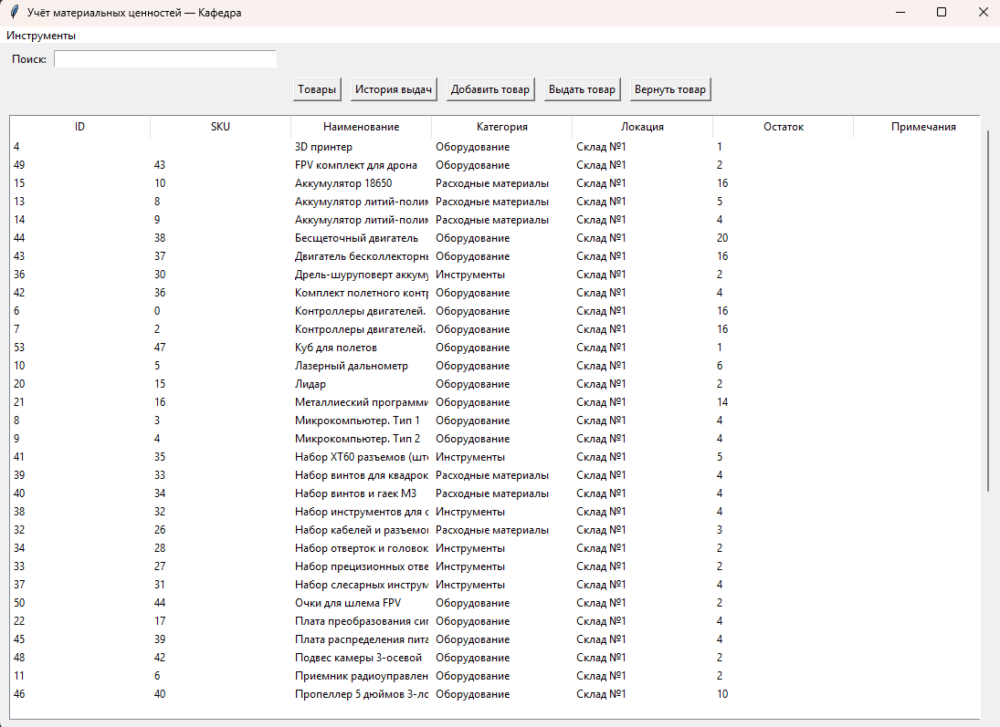 Учёт материальных ценностей — Кафедра
Инструменты
Поиск:
Товары История выдач Добавить товар Выдать товар Вернуть товар
ID SKU Наименование Категория Локация Остаток Примечания
4 3D принтер Оборудование Склад №1 1
49 43 FPV комплект для дрона Оборудование Склад №1 2
15 10 Аккумулятор 18650 Расходные материалы Склад №1 16
13 8 Аккумулятор литий-полим Расходные материалы Склад №1 5
14 9 Аккумулятор литий-полим Расходные материалы Склад №1 4
44 38 Бесщеточный двигатель Оборудование Склад №1 20
43 37 Двигатель бесколлекторнь Оборудование Склад №1 16
36 30 Дрель-шуруповерт аккуму Инструменты Склад №1 2
42 36 Комплект полетного контр Оборудование Склад №1 4
6 0 Контроллеры двигателей. Оборудование Склад №1 16
7 2 Контроллеры двигателей. Оборудование Склад №1 16
53 47 Куб для полетов Оборудование Склад №1 1
10 5 Лазерный дальнометр Оборудование Склад №1 6
20 15 Лидар Оборудование Склад №1 2
21 16 Металлиеский программи Оборудование Склад №1 14
8 3 Микрокомпьютер. Тип 1 Оборудование Склад №1 4
9 4 Микрокомпьютер. Тип 2 Оборудование Склад №1 4
41 35 Набор XT60 разъемов (ште Инструменты Склад №1 5
39 33 Набор винтов для квадрок Расходные материалы Склад №1 4
40 34 Набор винтов и гаек М3 Расходные материалы Склад №1 4
38 32 Набор инструментов для с Инструменты Склад №1 4
32 26 Набор кабелей и разъемо Расходные материалы Склад №1 3
34 28 Набор отверток и головок Инструменты Склад №1 2
33 27 Набор прецизионных отве Инструменты Склад №1 2
37 31 Набор слесарных инструм Инструменты Склад №1 4
50 44 Очки для шлема FPV Оборудование Склад №1 2
22 17 Плата преобразования сиг Оборудование Склад №1 4
45 39 Плата распределения пита Оборудование Склад №1 4
48 42 Подвес камеры 3-осевой Оборудование Склад №1 2
11 6 Приемник радиоуправлен Оборудование Склад №1 2
46 40 Пропеллер 5 дюймов 3-ло Оборудование Склад №1 10